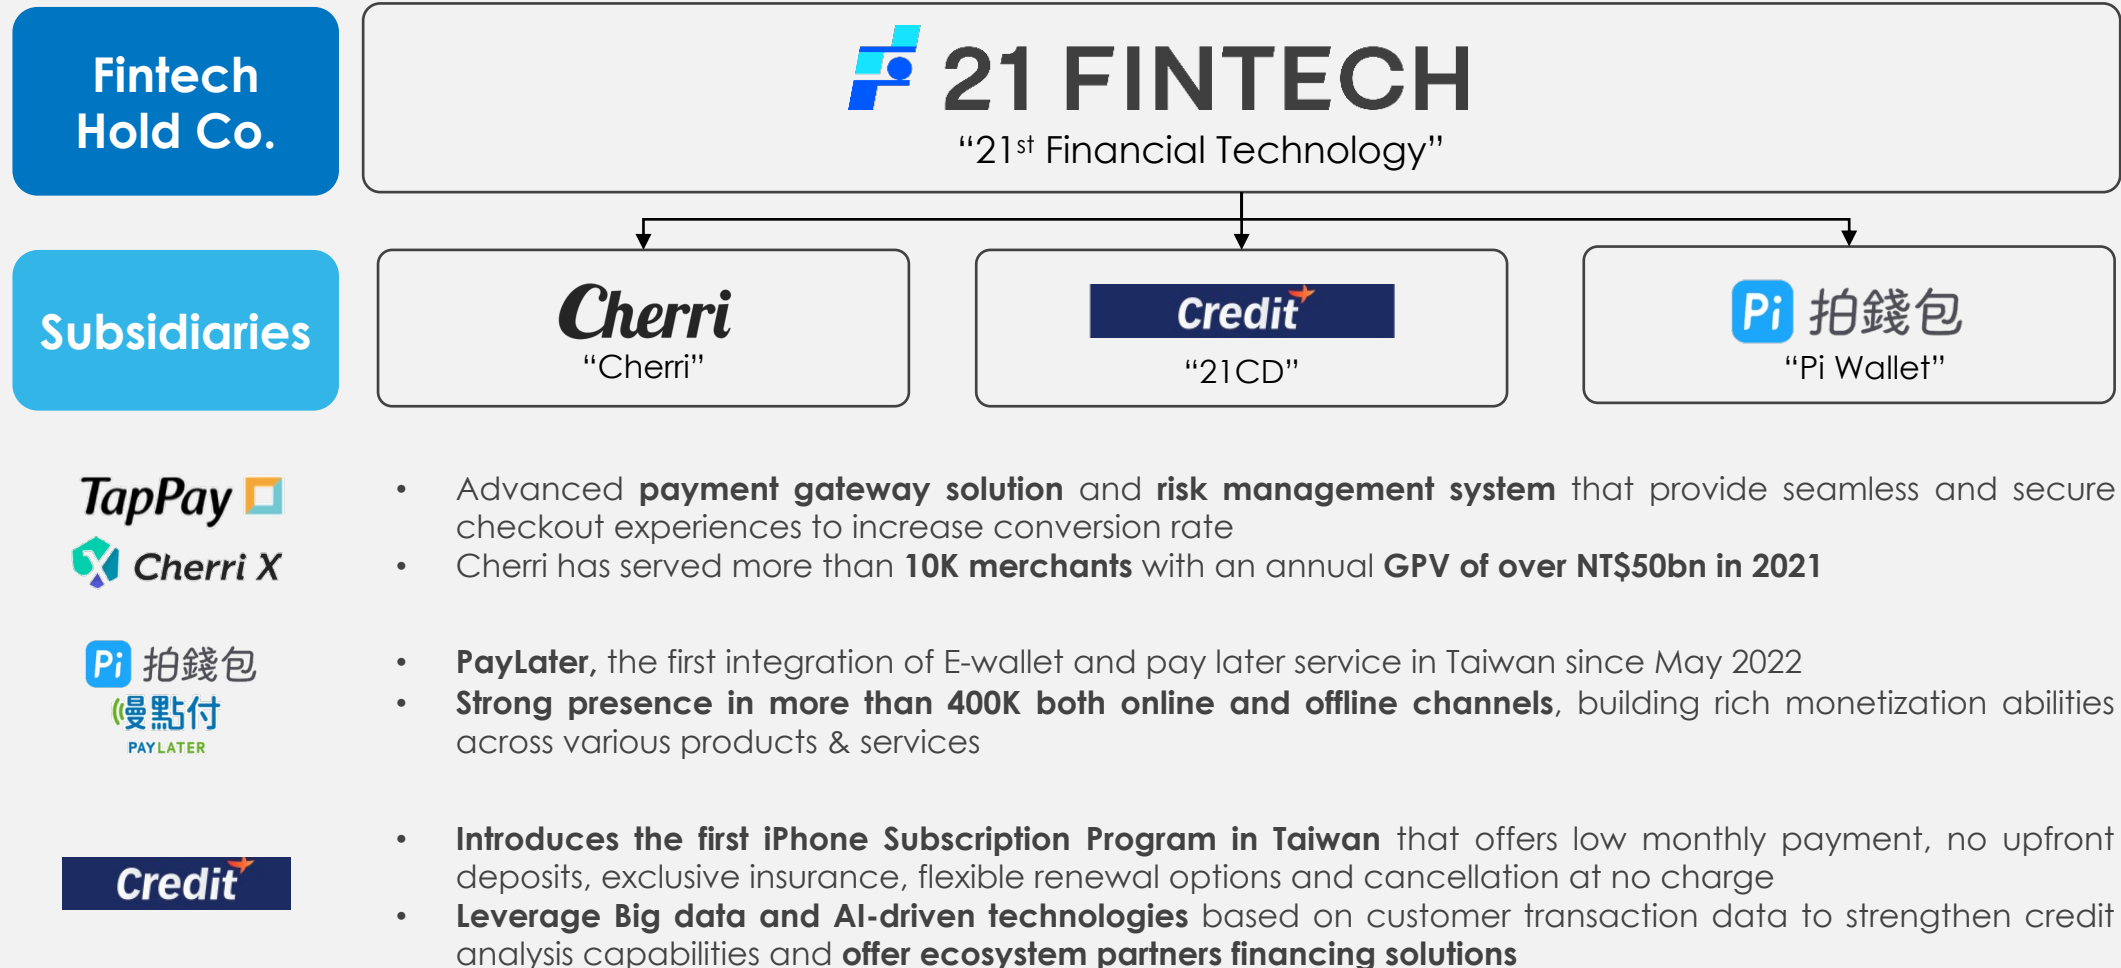 Fintech
Hold Co.
21 FINTECH
“21st Financial Technology”
Subsidiaries
Cherri
“Cherri”
Credit
“21CD”
Pi 拍錢包
“Pi Wallet”
TapPay
Cherri X
• Advanced payment gateway solution and risk management system that provide seamless and secure
checkout experiences to increase conversion rate
• Cherri has served more than 10K merchants with an annual GPV of over NT$50bn in 2021
Pi 拍錢包
慢點付
PAYLATER
• PayLater, the first integration of E-wallet and pay later service in Taiwan since May 2022
• Strong presence in more than 400K both online and offline channels, building rich monetization abilities
across various products & services
Credit
• Introduces the first iPhone Subscription Program in Taiwan that offers low monthly payment, no upfront
deposits, exclusive insurance, flexible renewal options and cancellation at no charge
• Leverage Big data and AI-driven technologies based on customer transaction data to strengthen credit
analysis capabilities and offer ecosystem partners financing solutions